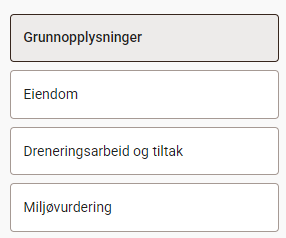 Grunnopplysninger
Eiendom
Dreneringsarbeid og tiltak
Miljøvurdering